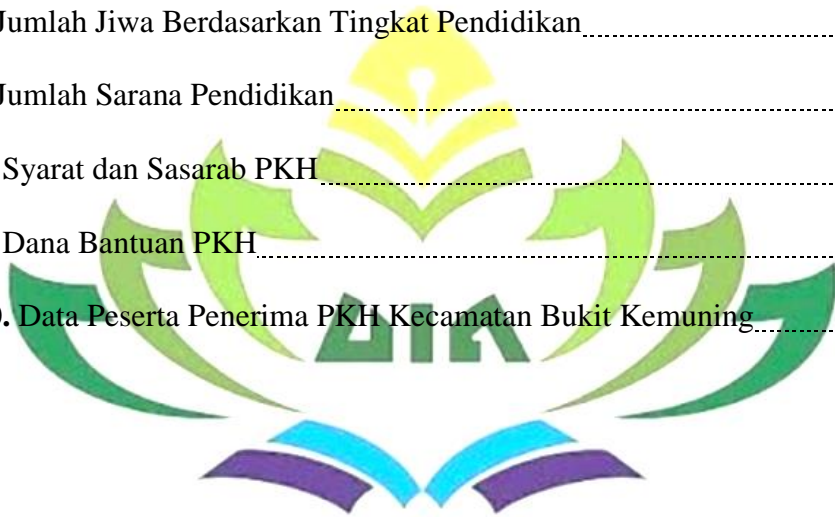 Jumlah Jiwa Berdasarkan Tingkat Pendidikan
Jumlah Sarana Pendidikan
Syarat dan Sasarab PKH
Dana Bantuan PKH
. Data Peserta Penerima PKH Kecamatan Bukit Kemuning